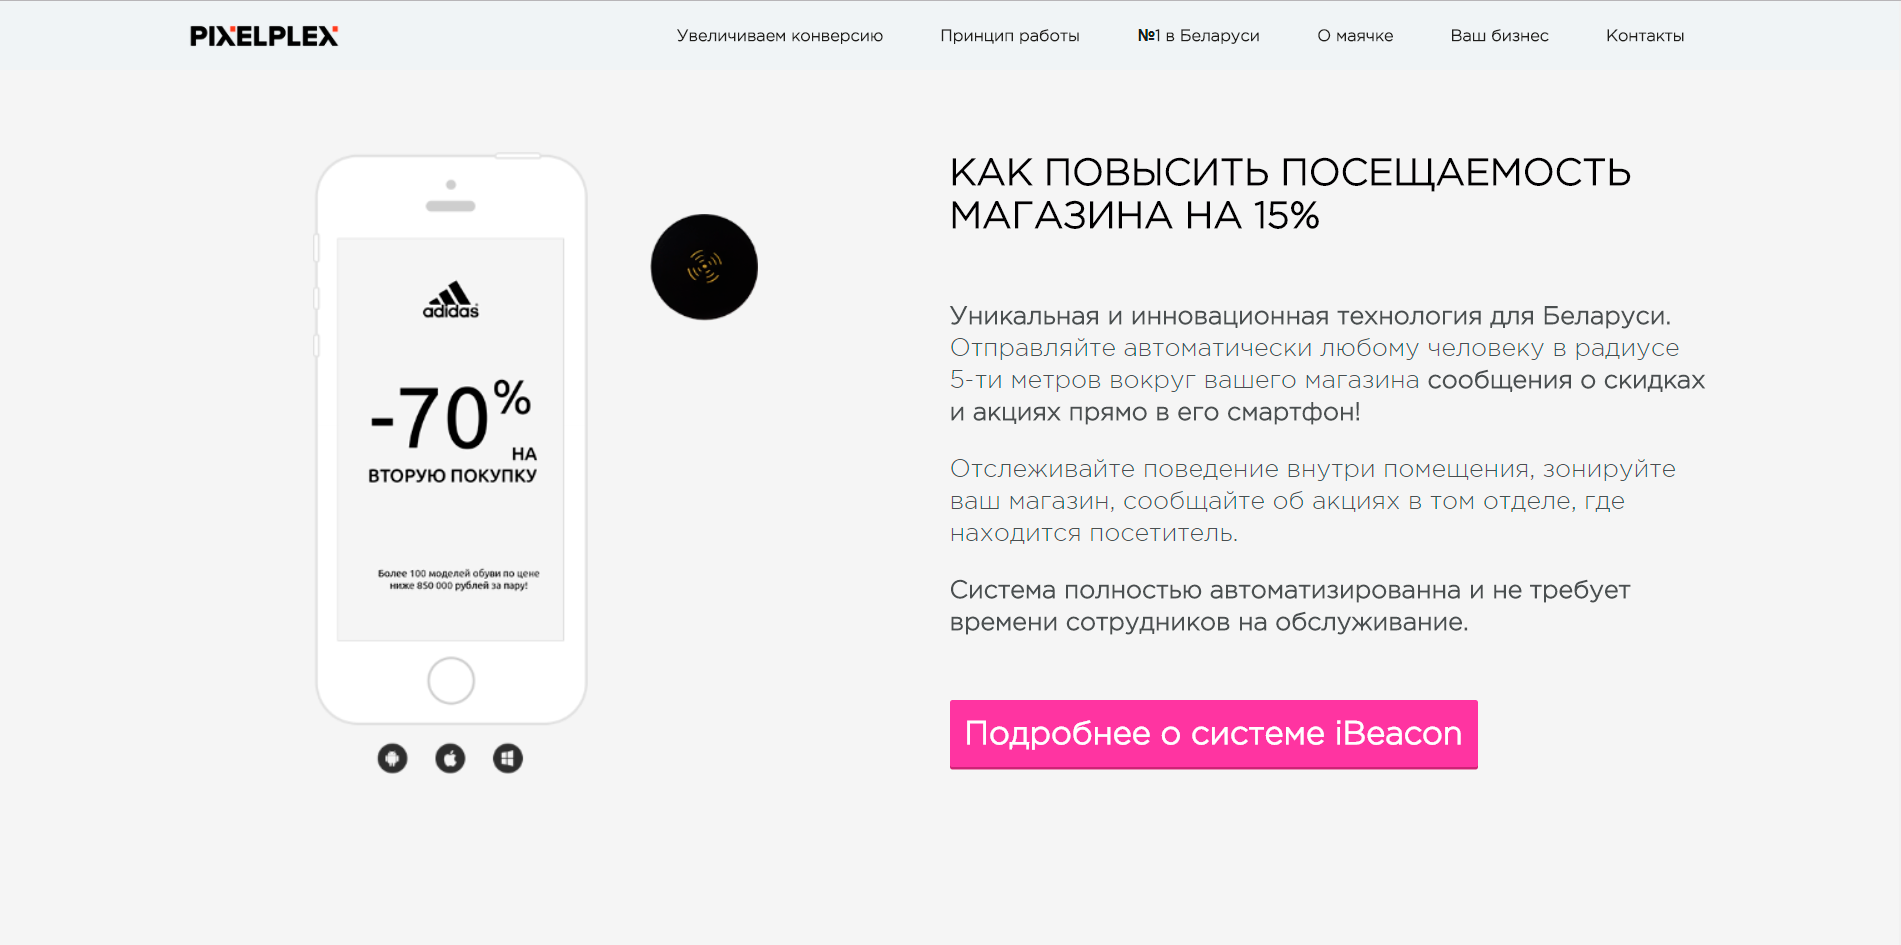 PIXELPLEX
Увеличиваем конверсию
Принцип работы
№1 в Беларуси
О маячке
Ваш бизнес
Контакты
adidas
-70%
НА
ВТОРУЮ ПОКУПКУ
Более 100 моделей обуви по цене
ниже 850 000 рублей за пару!
КАК ПОВЫСИТЬ ПОСЕЩАЕМОСТЬ
МАГАЗИНА НА 15%
Уникальная и инновационная технология для Беларуси.
Отправляйте автоматически любому человеку в радиусе
5-ти метров вокруг вашего магазина сообщения о скидках
и акциях прямо в его смартфон!
Отслеживайте поведение внутри помещения, зонируйте
ваш магазин, сообщайте об акциях в том отделе, где
находится посетитель.
Система полностью автоматизированна и не требует
времени сотрудников на обслуживание.
Подробнее о системе iBeacon